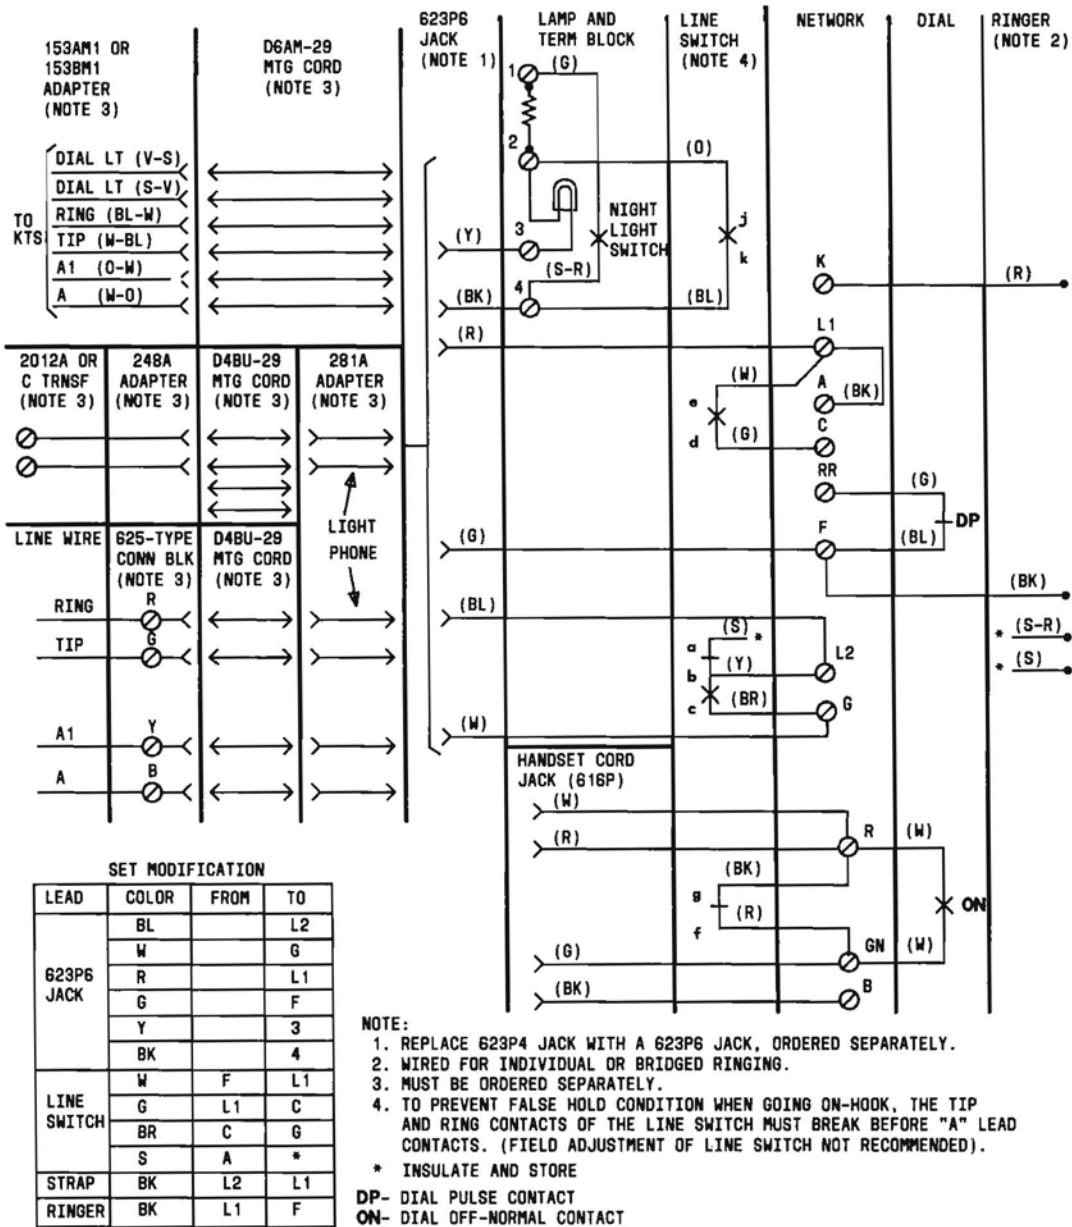 153AM1 OR
153BM1
ADAPTER
(NOTE 3)
D6AM-29
MTG CORD
(NOTE 3)
623P6
JACK
(NOTE 1)
LAMP AND
TERM BLOCK
LINE
SWITCH
(NOTE 4)
NETWORK
DIAL
RINGER
(NOTE 2)
TO
KTS
DIAL LT (V-S)
DIAL LT (S-V)
RING (BL-W)
TIP (W-BL)
A1 (O-W)
A (W-O)
1
(G)
2
(O)
NIGHT
LIGHT
SWITCH
j
k
(Y)
3
(S-R)
(BK)
4
(BL)
K
(R)
(R)
L1
(W)
A
(BK)
e
d
(G)
C
RR
(G)
DP
(G)
F
(BL)
(BK)
(BL)
(S)
*
a
b
(Y)
L2
* (S-R)
* (S)
c
(BR)
G
(W)
2012A OR
C TRNSF
(NOTE 3)
248A
ADAPTER
(NOTE 3)
D4BU-29
MTG CORD
(NOTE 3)
281A
ADAPTER
(NOTE 3)
LIGHT
PHONE
LINE WIRE
625-TYPE
CONN BLK
(NOTE 3)
D4BU-29
MTG CORD
(NOTE 3)
RING
R
TIP
G
A1
Y
A
B
HANDSET CORD
JACK (616P)
(W)
(R)
R
(W)
(BK)
g
(R)
f
ON
(G)
GN
(W)
(BK)
B
SET MODIFICATION
LEAD COLOR FROM TO
623P6
JACK
BL L2
W G
R L1
G F
Y 3
BK 4
LINE
SWITCH
W F L1
G L1 C
BR C G
S A *
STRAP BK L2 L1
RINGER BK L1 F
NOTE:
1. REPLACE 623P4 JACK WITH A 623P6 JACK, ORDERED SEPARATELY.
2. WIRED FOR INDIVIDUAL OR BRIDGED RINGING.
3. MUST BE ORDERED SEPARATELY.
4. TO PREVENT FALSE HOLD CONDITION WHEN GOING ON-HOOK, THE TIP
AND RING CONTACTS OF THE LINE SWITCH MUST BREAK BEFORE "A" LEAD
CONTACTS. (FIELD ADJUSTMENT OF LINE SWITCH NOT RECOMMENDED).
* INSULATE AND STORE
DP- DIAL PULSE CONTACT
ON- DIAL OFF-NORMAL CONTACT